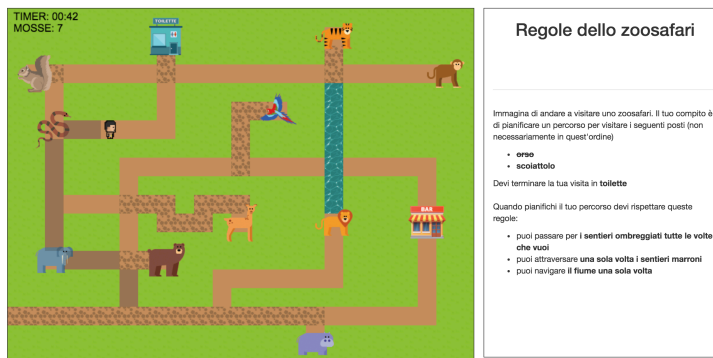 TIMER: 00:42
MOSSE: 7
TOILETTE
BAR
Regole dello zoosafari
Immagina di andare a visitare uno zoosafari. Il tuo compito è
di pianificare un percorso per visitare i seguenti posti (non
necessariamente in quest'ordine)
orso
scoiattolo
Devi terminare la tua visita in toilette
Quando pianifichi il tuo percorso devi rispettare queste
regole:
puoi passare per i sentieri ombreggiati tutte le volte
che vuoi
puoi attraversare una sola volta i sentieri marroni
puoi navigare il fiume una sola volta